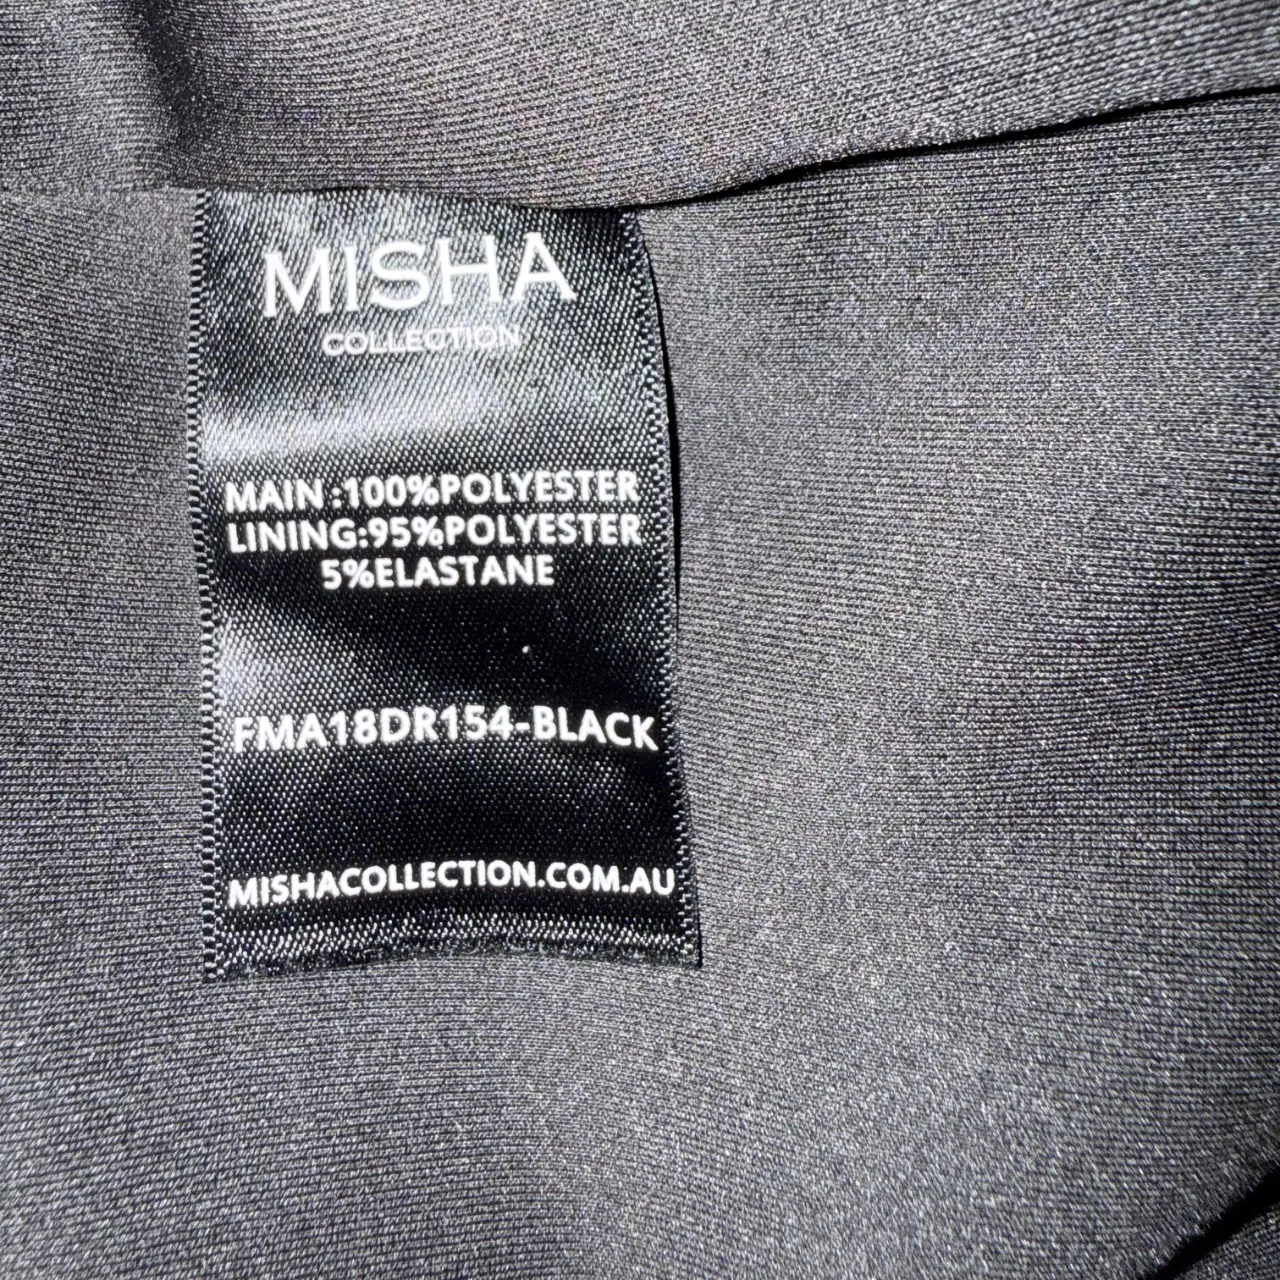 MISHA
COLLECTION
MAIN :100%POLYESTER
LINING:95%POLYESTER
5%ELASTANE
FMA18DR154-BLACK
MISHACOLLECTION.COM.AU